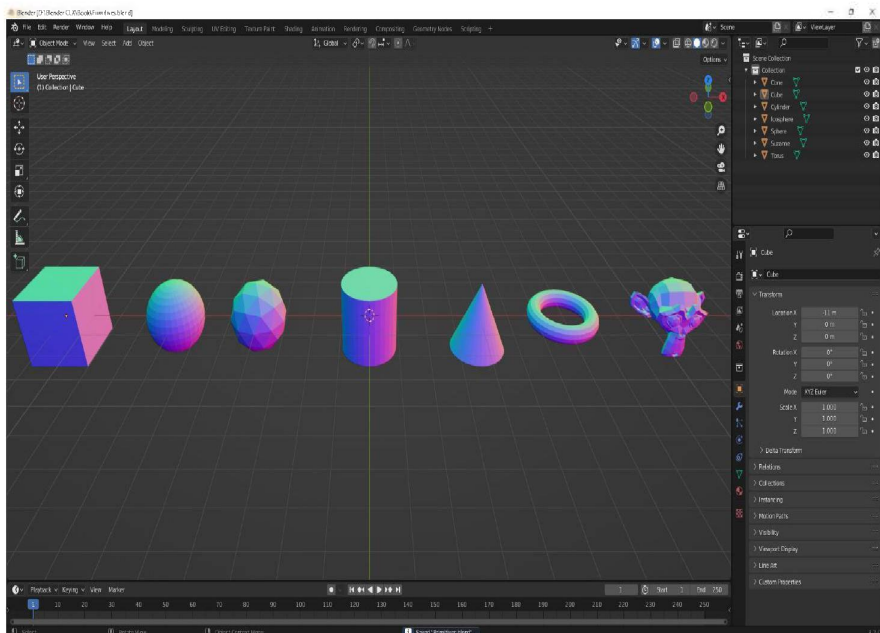 File Edit Render Window Help Layout Modeling Sculpting UV Editing Texture Paint Shading Animation Rendering Compositing Geometry Nodes Scripting + Scene ViewLayer
Object Mode View Select Add Object Global
Options
User Perspective
(1) Collection | Cube
Scene Collection
Collection
Cone
Cube
Cylinder
Icosphere
Sphere
Suzanne
Torus
Cube
Cube
Transform
Location X -11 m
Y 0 m
Z 0 m
Rotation X 0°
Y 0°
Z 0°
Mode XYZ Euler
Scale X 1.000
Y 1.000
Z 1.000
Delta Transform
Relations
Collections
Instancing
Motion Paths
Visibility
Viewport Display
Line Art
Custom Properties
Playback Keying View Marker 1 Start 1 End 250
1 10 20 30 40 50 60 70 80 90 100 110 120 130 140 150 160 170 180 190 200 210 220 230 240 250